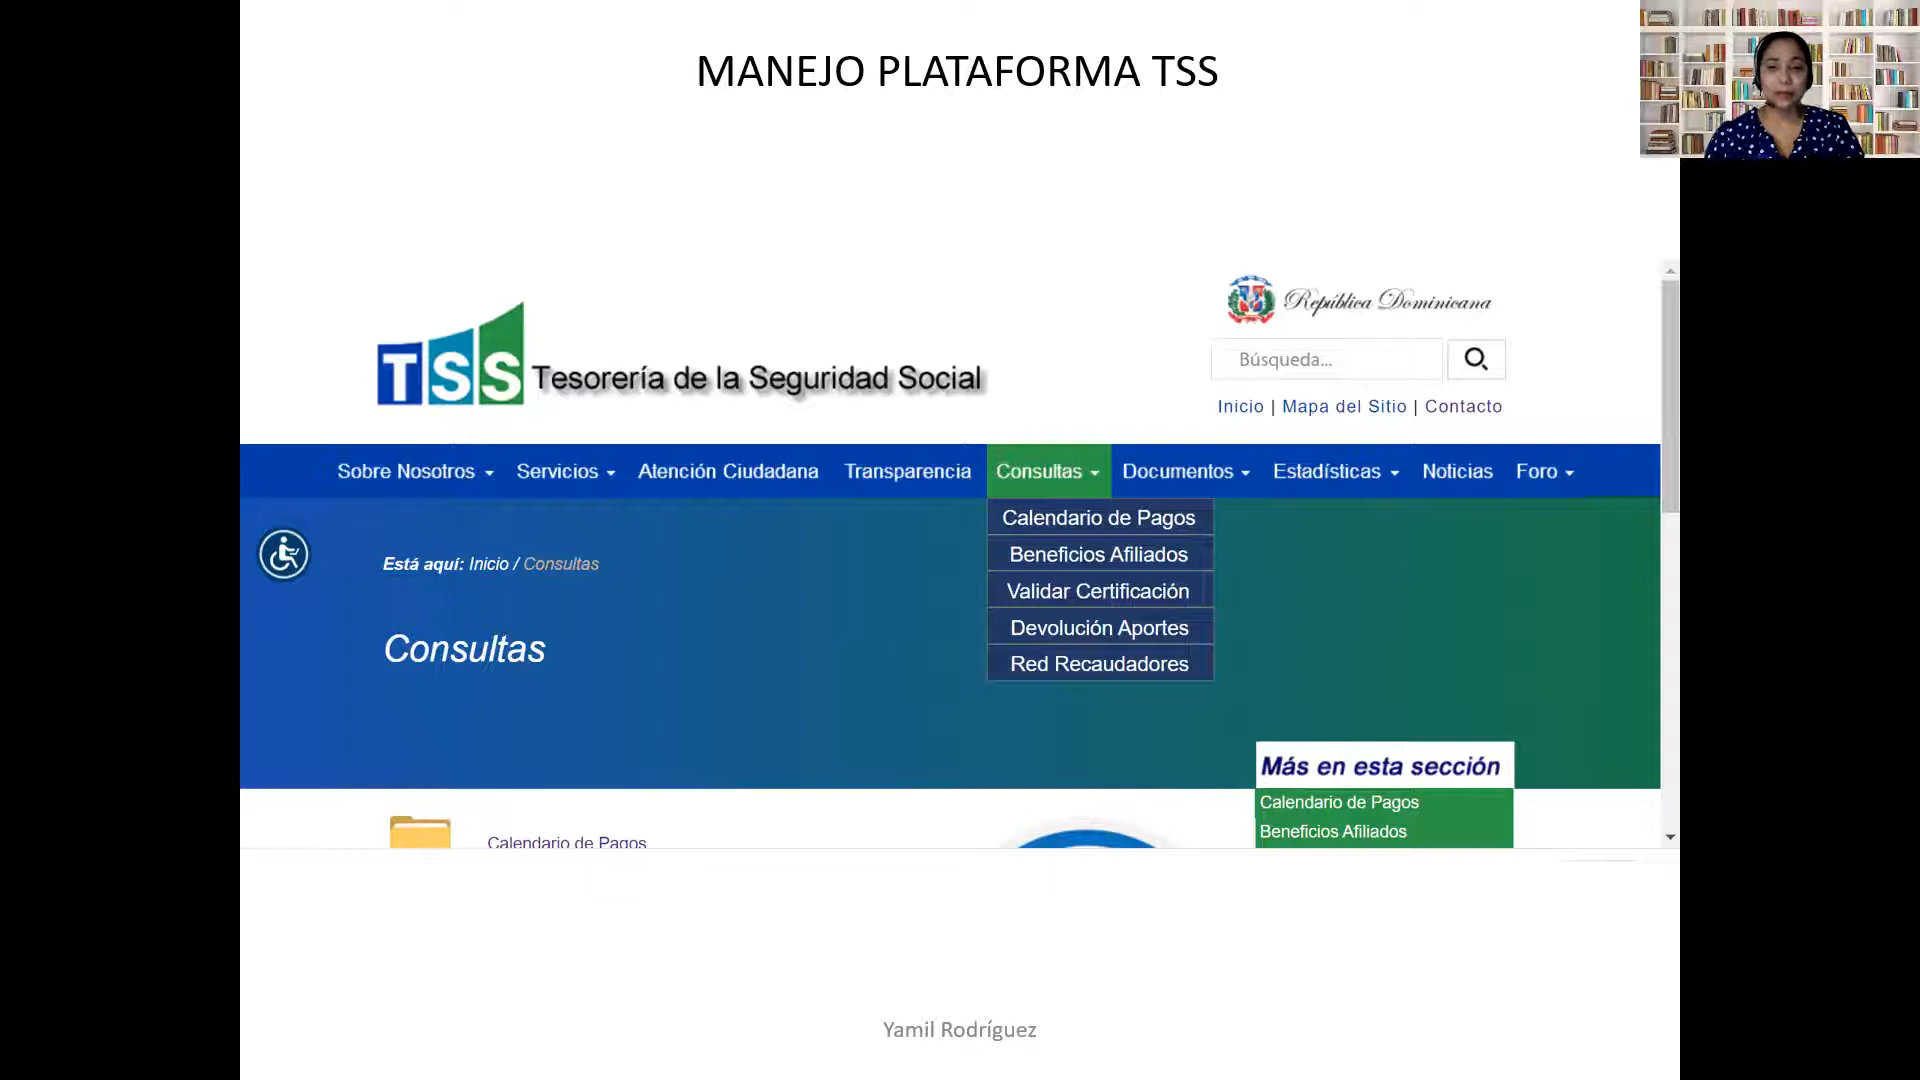 MANEJO PLATAFORMA TSS
República Dominicana
TSS Tesorería de la Seguridad Social
Búsqueda...
Inicio | Mapa del Sitio | Contacto
Sobre Nosotros Servicios Atención Ciudadana Transparencia Consultas Documentos Estadísticas Noticias Foro
Calendario de Pagos
Beneficios Afiliados
Validar Certificación
Devolución Aportes
Red Recaudadores
Está aquí: Inicio / Consultas
Consultas
Más en esta sección
Calendario de Pagos
Beneficios Afiliados
Calendario de Pagos
Yamil Rodríguez